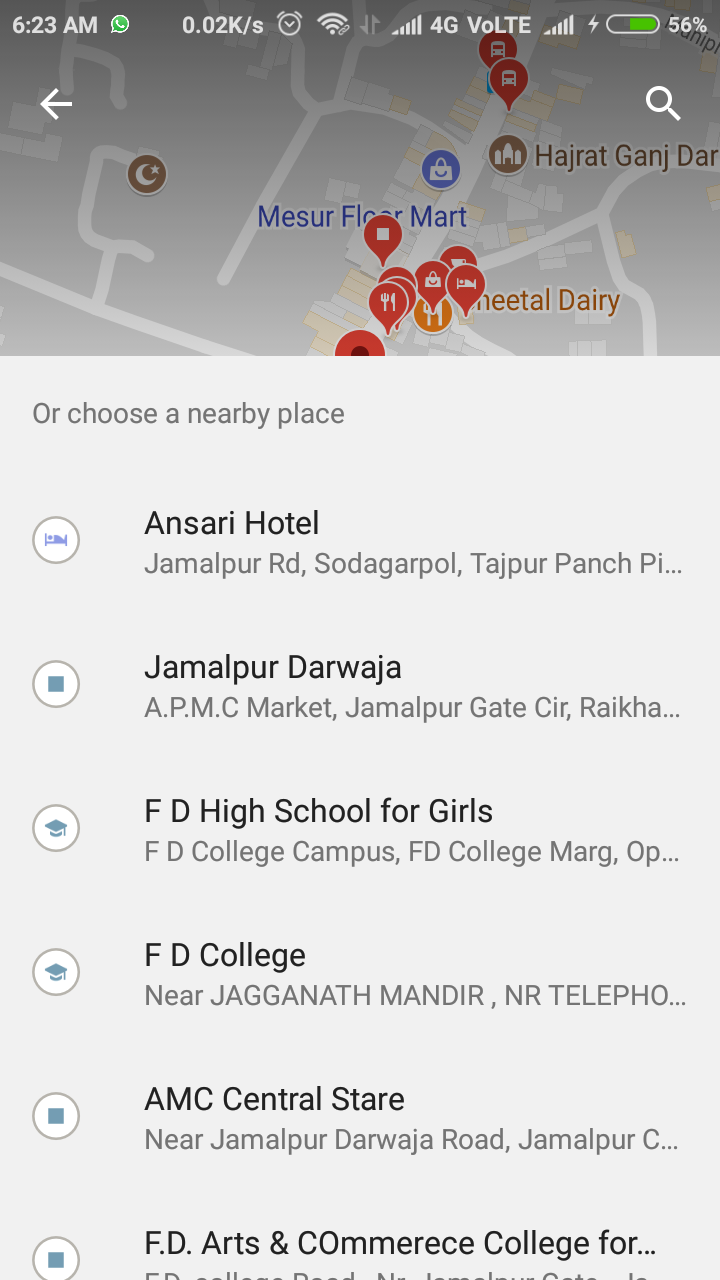 6:23 AM 0.02K/s 4G VoLTE 56%
Hajrat Ganj Dar
Mesur Floor Mart
heetal Dairy
Or choose a nearby place
Ansari Hotel
Jamalpur Rd, Sodagarpol, Tajpur Panch Pi...
Jamalpur Darwaja
A.P.M.C Market, Jamalpur Gate Cir, Raikha...
F D High School for Girls
F D College Campus, FD College Marg, Op...
F D College
Near JAGGANATH MANDIR , NR TELEPHO...
AMC Central Stare
Near Jamalpur Darwaja Road, Jamalpur C...
F.D. Arts & COmmerece College for...